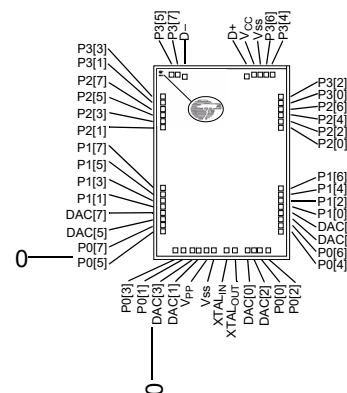 P3[5]
P3[7]
D–
D+
VCC
Vss
P3[6]
P3[4]
P3[3]
P3[1]
P2[7]
P2[5]
P2[3]
P2[1]
P1[7]
P1[5]
P1[3]
P1[1]
DAC[7]
DAC[5]
P0[7]
P0[5]
P3[2]
P3[0]
P2[6]
P2[4]
P2[2]
P2[0]
P1[6]
P1[4]
P1[2]
P1[0]
DAC[
DAC[
P0[6]
P0[4]
0
P0[3]
P0[1]
DAC[3]
DAC[1]
VPP
Vss
XTALIN
XTALOUT
DAC[0]
DAC[2]
P0[0]
P0[2]
0